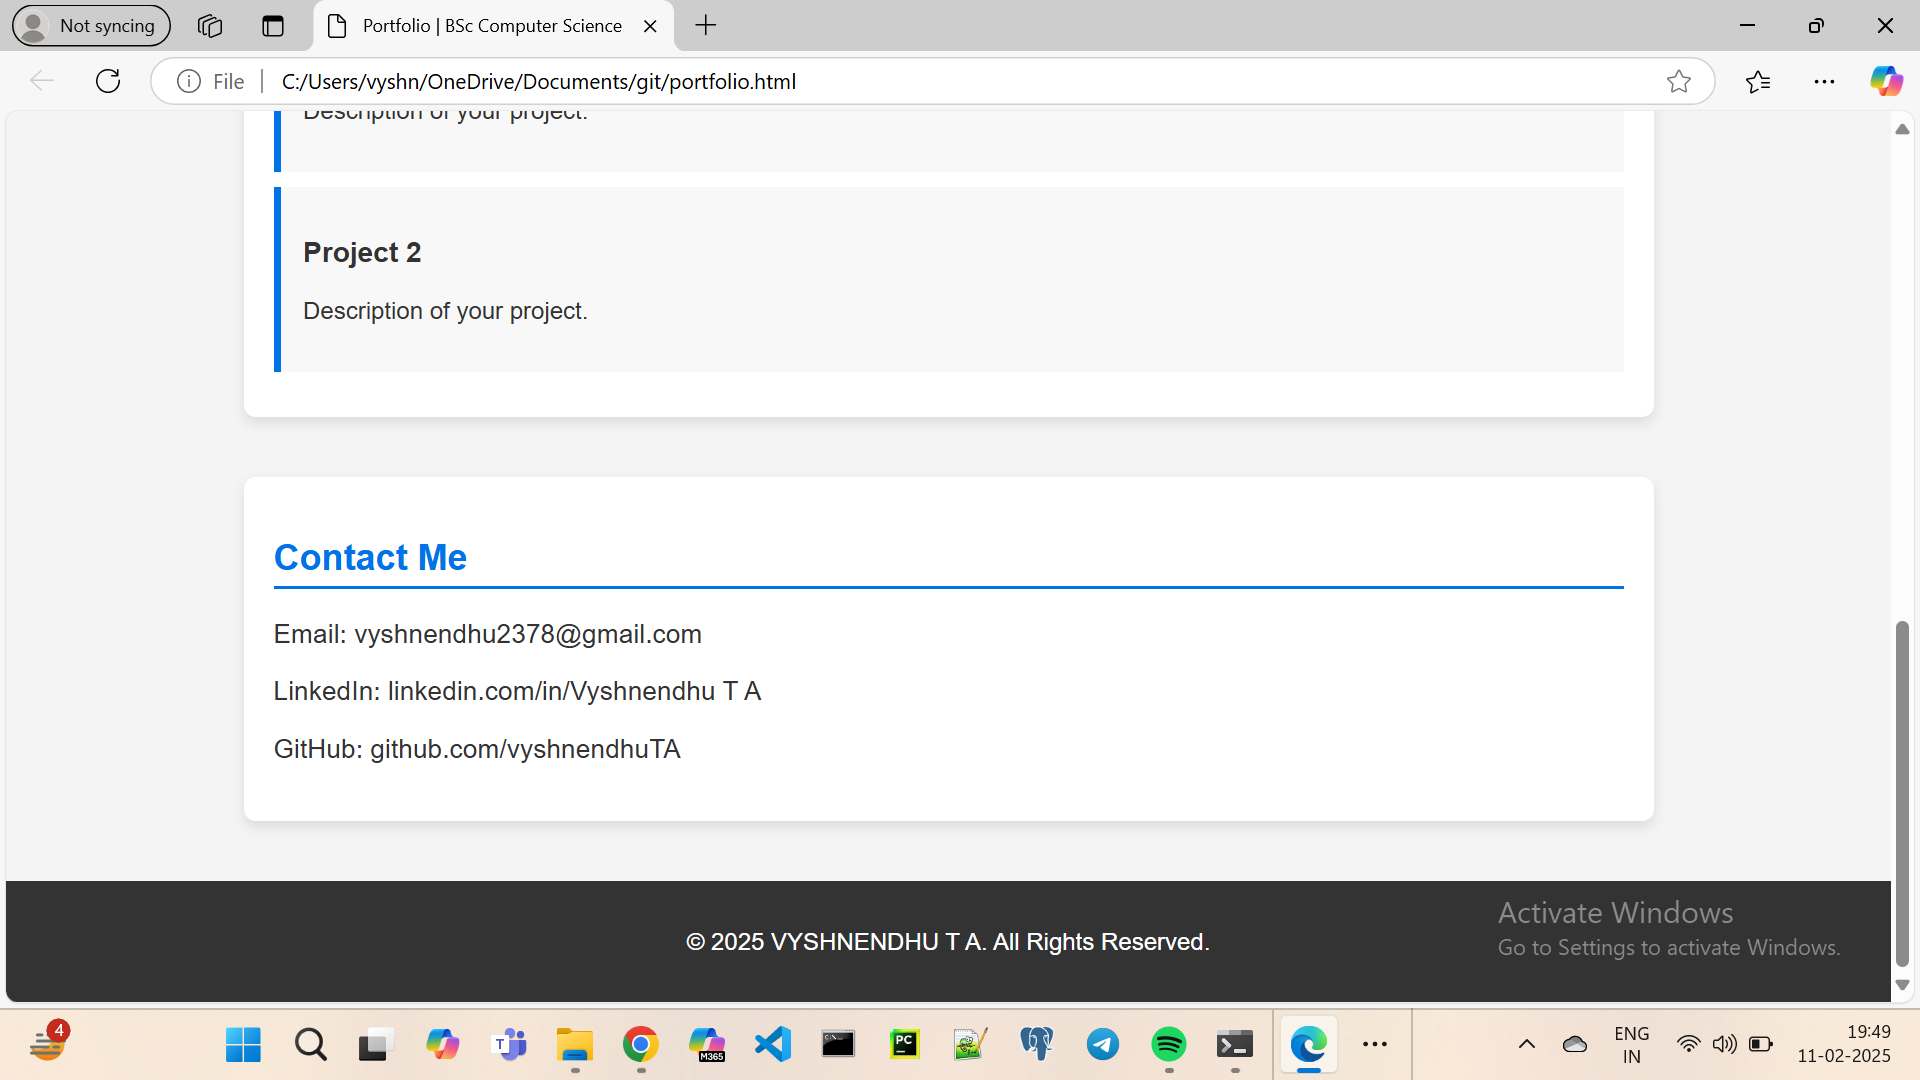 Not syncing
Portfolio | BSc Computer Science
File
C:/Users/vyshn/OneDrive/Documents/git/portfolio.html
Description of your project.
Project 2
Description of your project.
Contact Me
Email: vyshnendhu2378@gmail.com
LinkedIn: linkedin.com/in/Vyshnendhu T A
GitHub: github.com/vyshnendhuTA
© 2025 VYSHNENDHU T A. All Rights Reserved.
Activate Windows
Go to Settings to activate Windows.
4
T
M365
C:\
PC
ENG
IN
19:49
11-02-2025